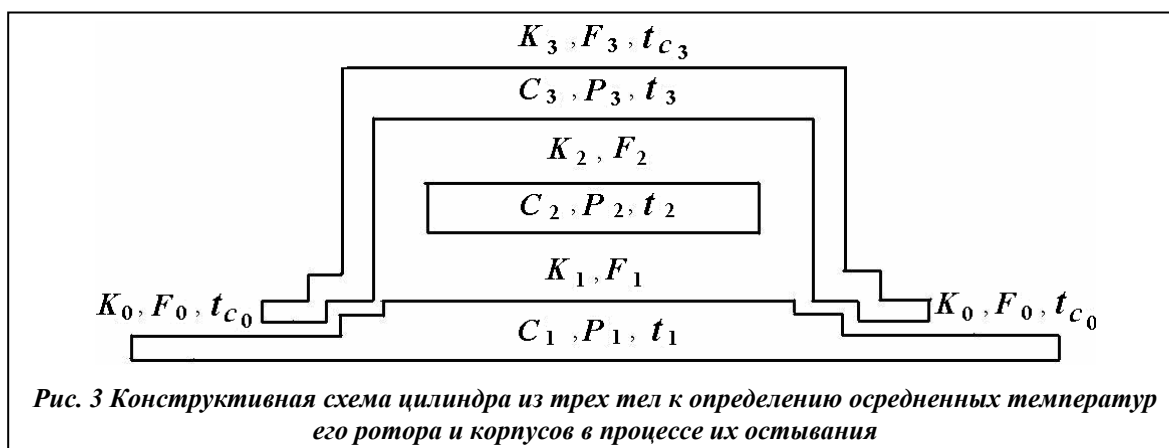 K₃, F₃, t_C₃
C₃, P₃, t₃
K₂, F₂
C₂, P₂, t₂
K₁, F₁
K₀, F₀, t_C₀
K₀, F₀, t_C₀
C₁, P₁, t₁
Рис. 3 Конструктивная схема цилиндра из трех тел к определению осредненных температур
его ротора и корпусов в процессе их остывания